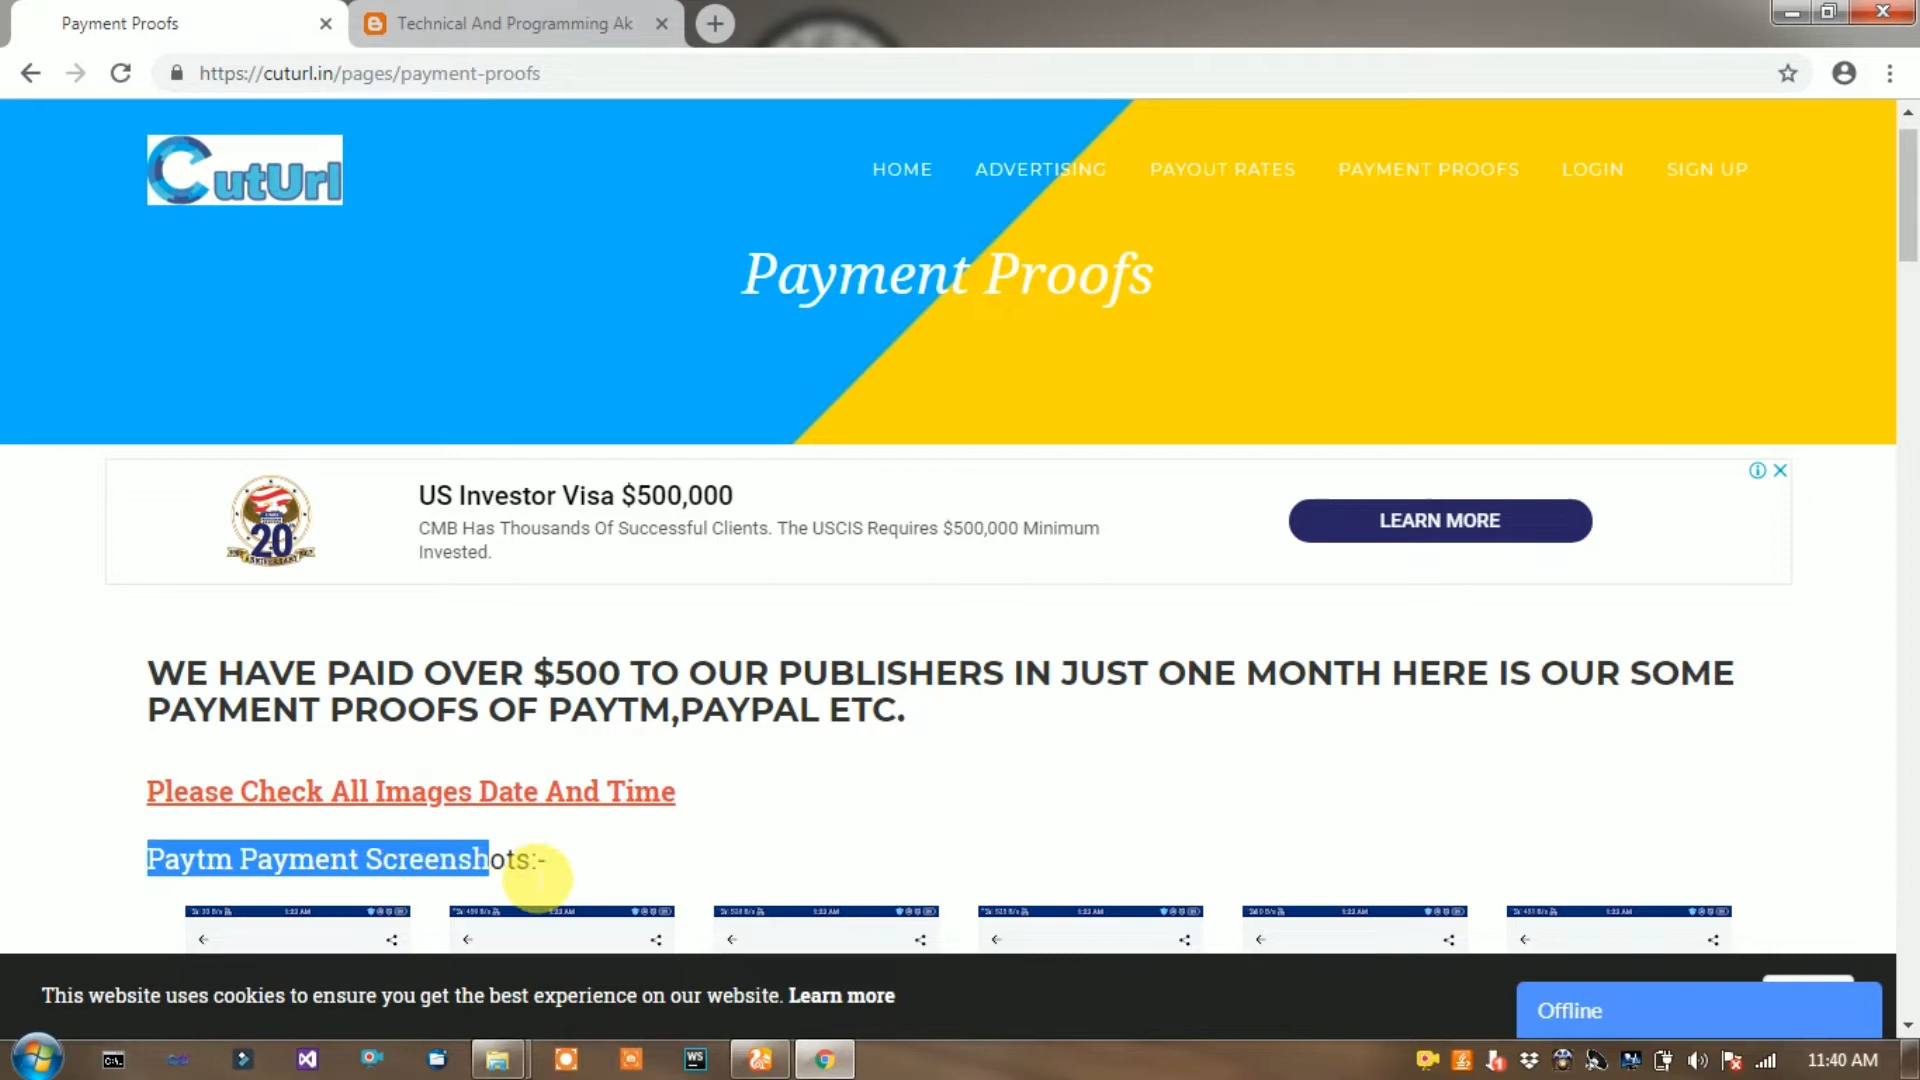 Payment Proofs
Technical And Programming Ak
https://cuturl.in/pages/payment-proofs
CutUrl
HOME
ADVERTISING
PAYOUT RATES
PAYMENT PROOFS
LOGIN
SIGN UP
Payment Proofs
20
US Investor Visa $500,000
CMB Has Thousands Of Successful Clients. The USCIS Requires $500,000 Minimum
Invested.
LEARN MORE
WE HAVE PAID OVER $500 TO OUR PUBLISHERS IN JUST ONE MONTH HERE IS OUR SOME
PAYMENT PROOFS OF PAYTM,PAYPAL ETC.
Please Check All Images Date And Time
Paytm Payment Screenshots:-
This website uses cookies to ensure you get the best experience on our website. Learn more
Offline
WS
11:40 AM